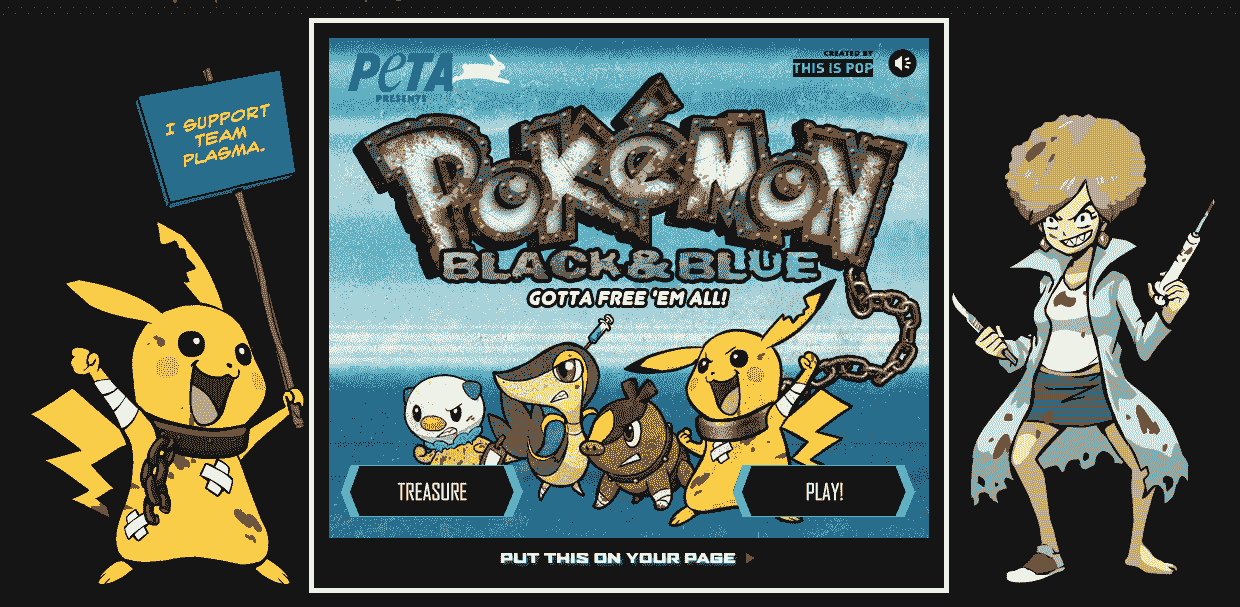 PeTA
PRESENTS
CREATED BY
THIS IS POP
I SUPPORT
TEAM
PLASMA.
POKéMON
BLACK & BLUE
GOTTA FREE 'EM ALL!
TREASURE
PLAY!
PUT THIS ON YOUR PAGE